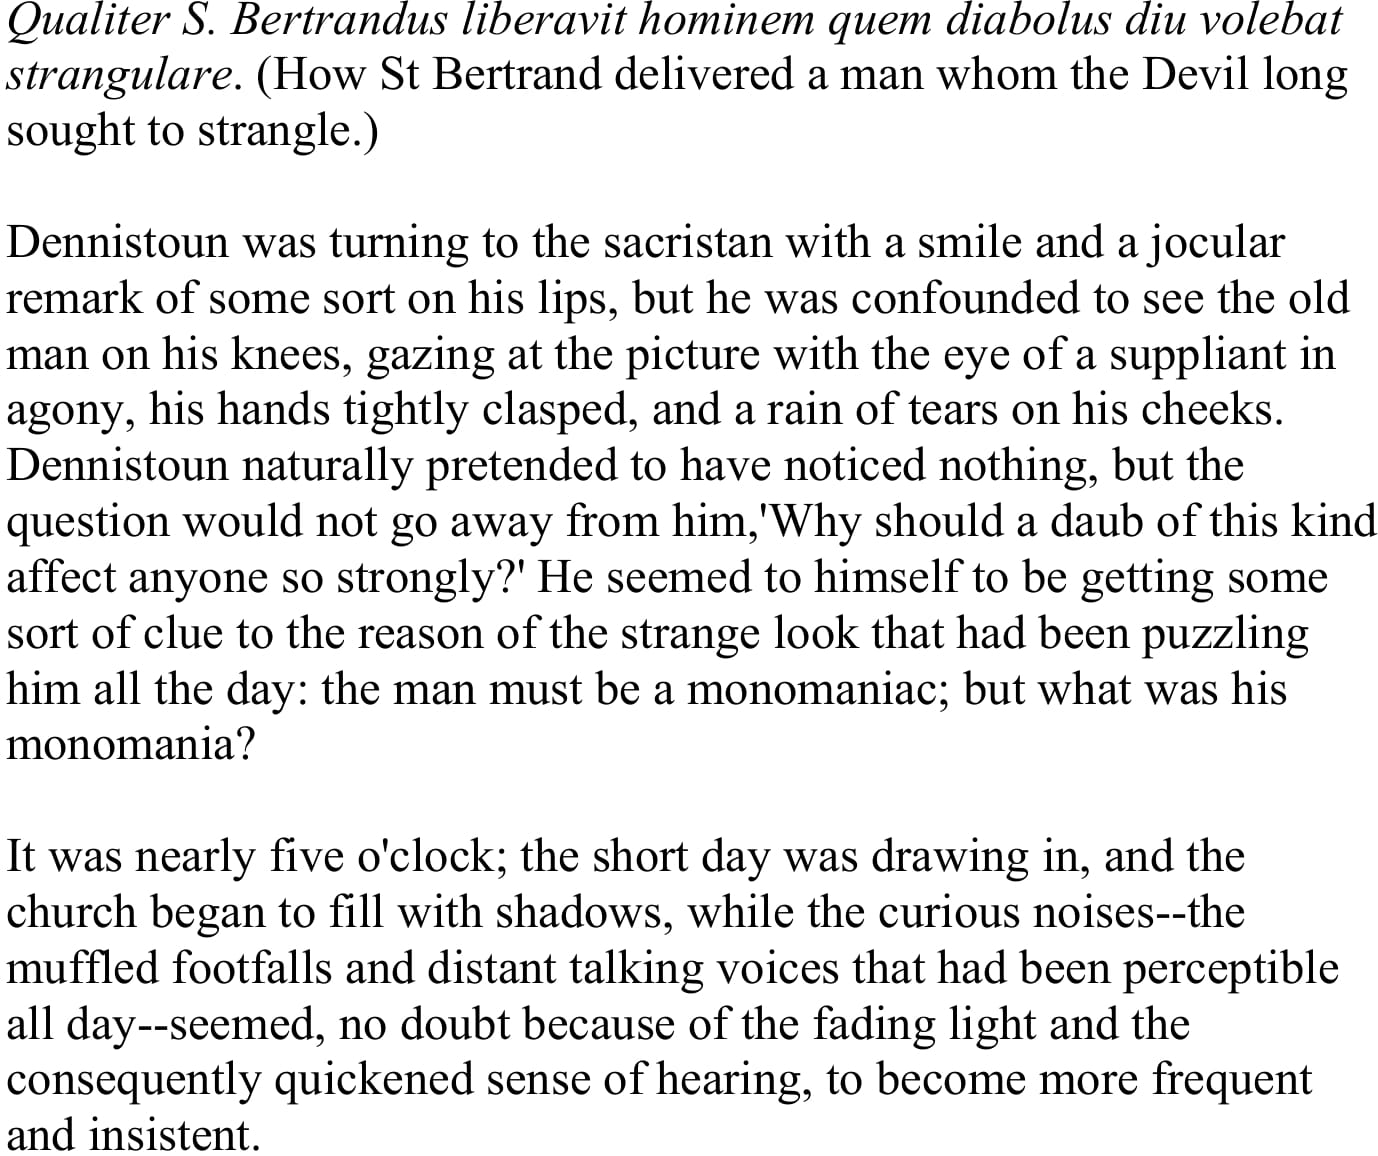 Qualiter S. Bertrandus liberavit hominem quem diabolus diu volebat
strangulare. (How St Bertrand delivered a man whom the Devil long
sought to strangle.)
Dennistoun was turning to the sacristan with a smile and a jocular
remark of some sort on his lips, but he was confounded to see the old
man on his knees, gazing at the picture with the eye of a suppliant in
agony, his hands tightly clasped, and a rain of tears on his cheeks.
Dennistoun naturally pretended to have noticed nothing, but the
question would not go away from him,'Why should a daub of this kind
affect anyone so strongly?' He seemed to himself to be getting some
sort of clue to the reason of the strange look that had been puzzling
him all the day: the man must be a monomaniac; but what was his
monomania?
It was nearly five o'clock; the short day was drawing in, and the
church began to fill with shadows, while the curious noises--the
muffled footfalls and distant talking voices that had been perceptible
all day--seemed, no doubt because of the fading light and the
consequently quickened sense of hearing, to become more frequent
and insistent.